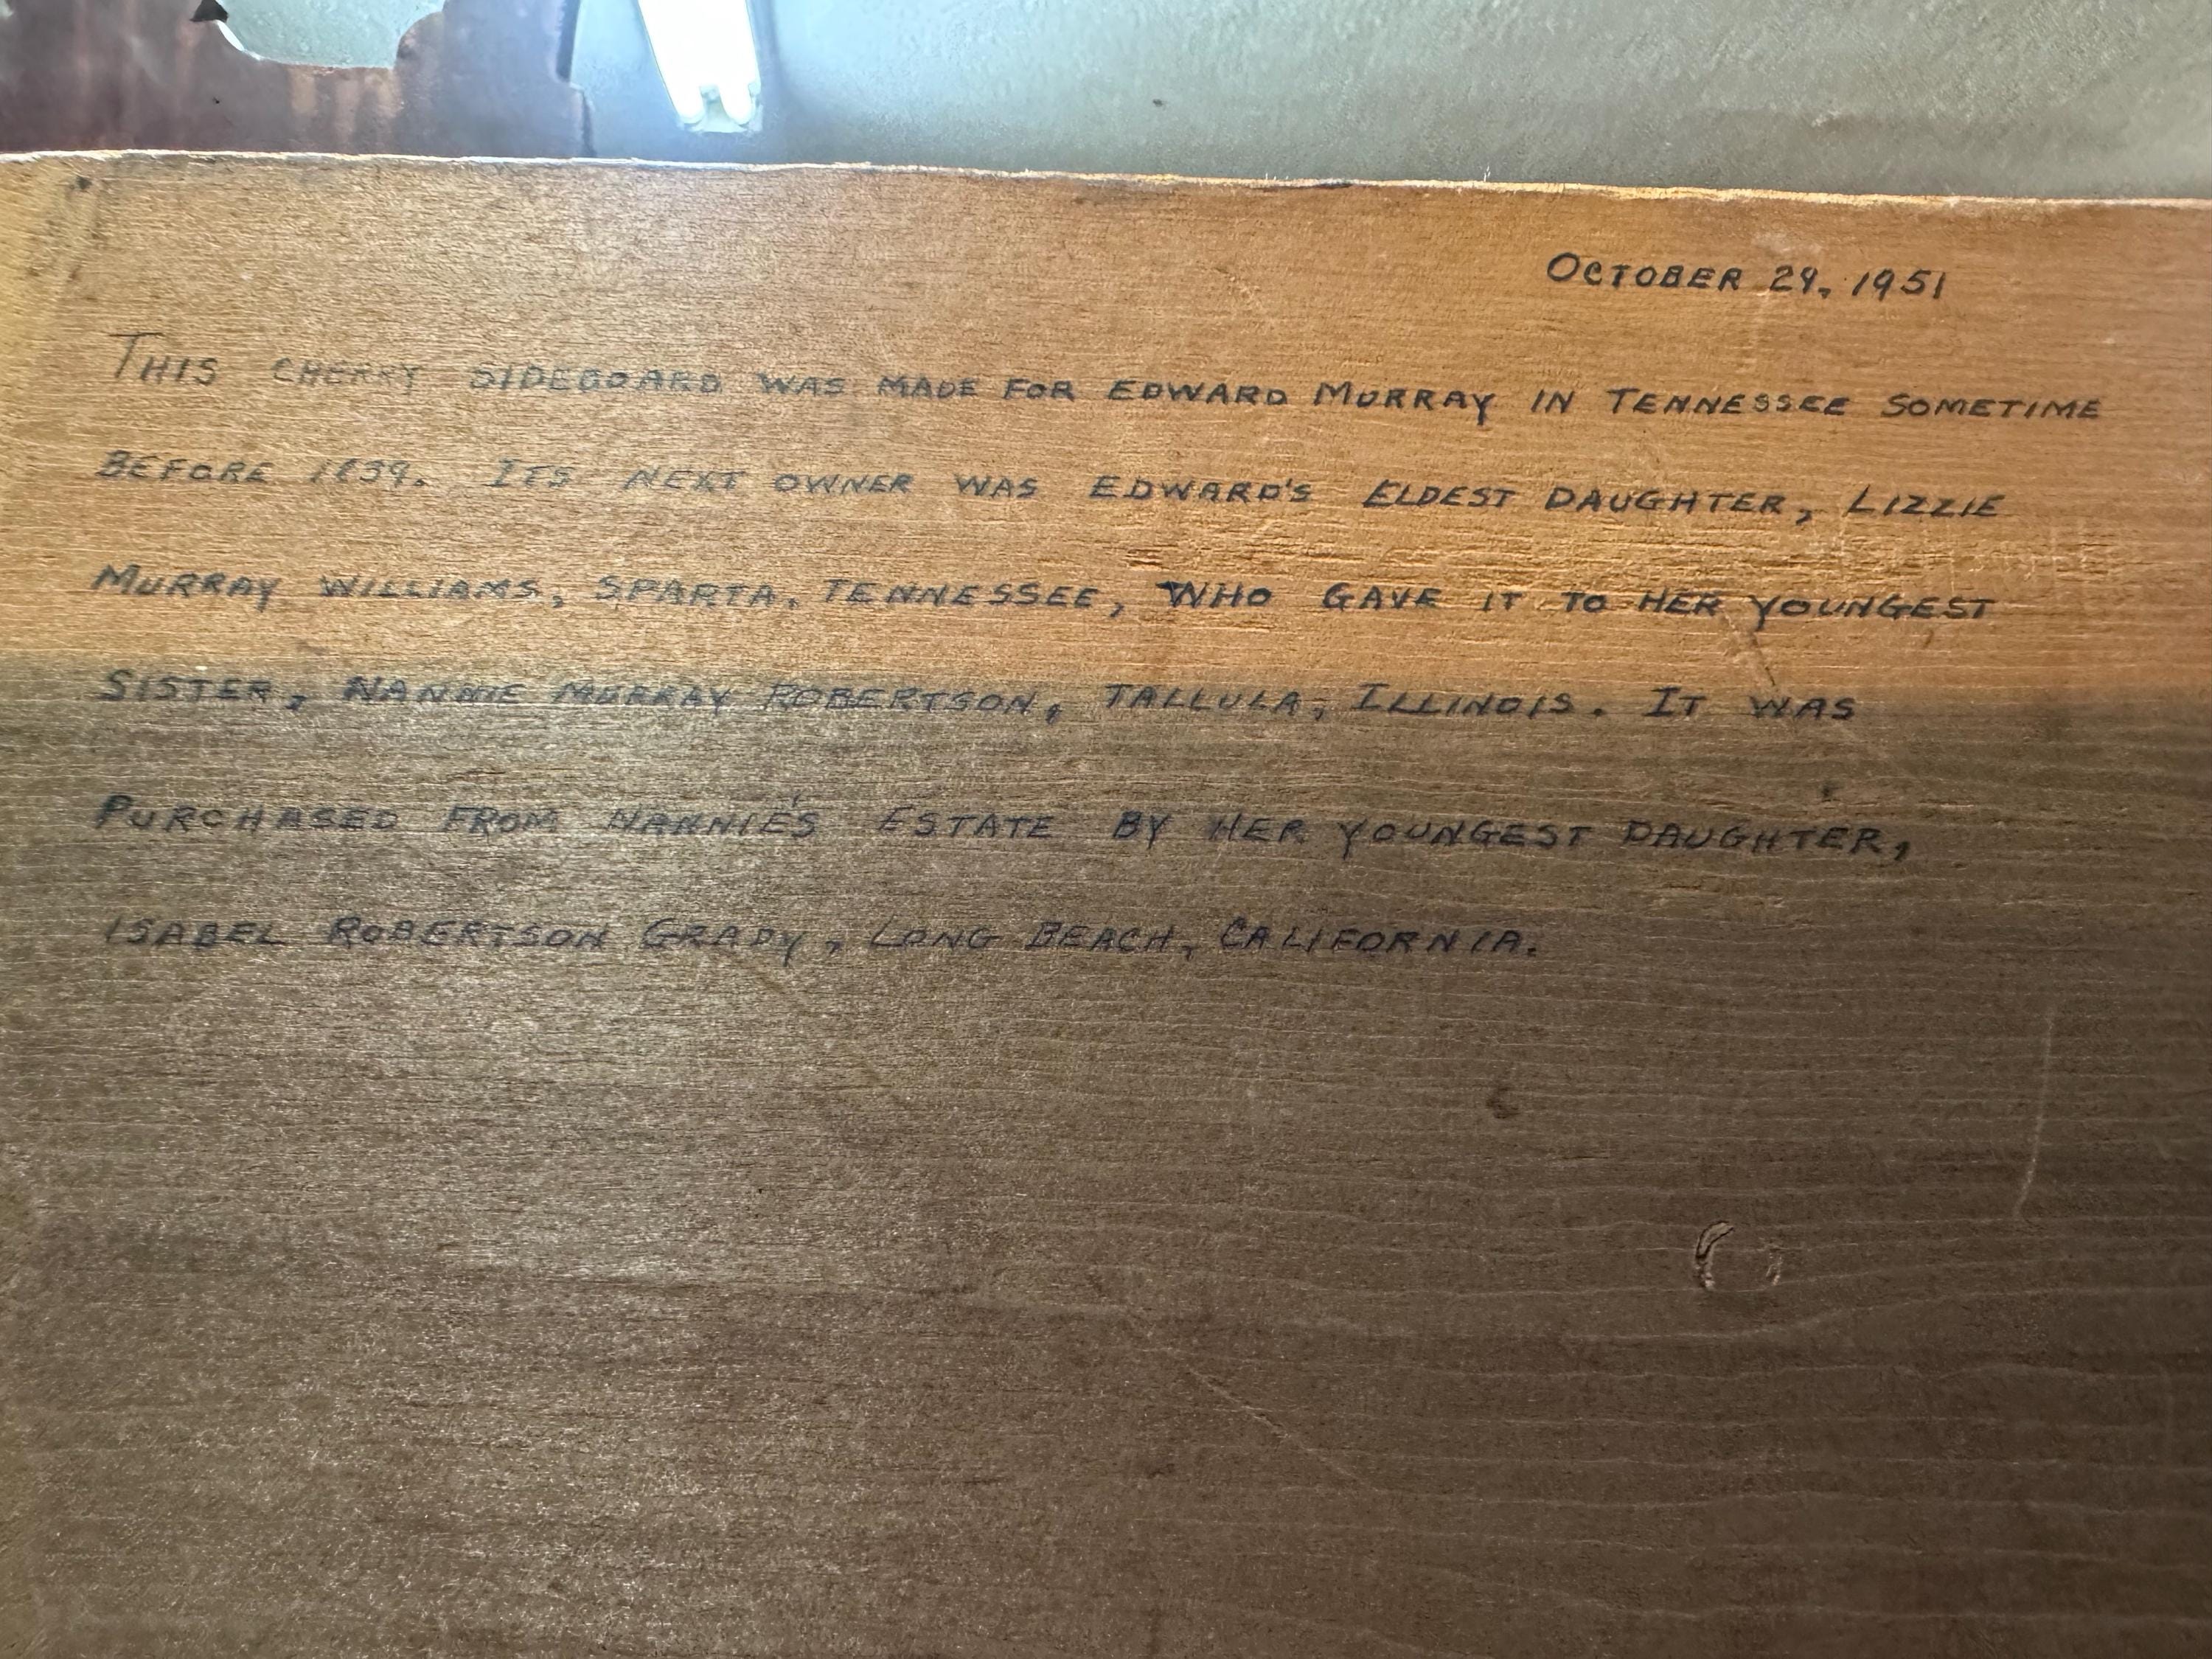 OCTOBER 29, 1951
THIS CHERRY SIDEBOARD WAS MADE FOR EDWARD MURRAY IN TENNESSEE SOMETIME
BEFORE 1839. ITS NEXT OWNER WAS EDWARD'S ELDEST DAUGHTER, LIZZIE
MURRAY WILLIAMS, SPARTA, TENNESSEE, WHO GAVE IT TO HER YOUNGEST
SISTER, NANNIE MURRAY ROBERTSON, TALLULA, ILLINOIS. IT WAS
PURCHASED FROM NANNIE'S ESTATE BY HER YOUNGEST DAUGHTER,
ISABEL ROBERTSON GRADY, LONG BEACH, CALIFORNIA.